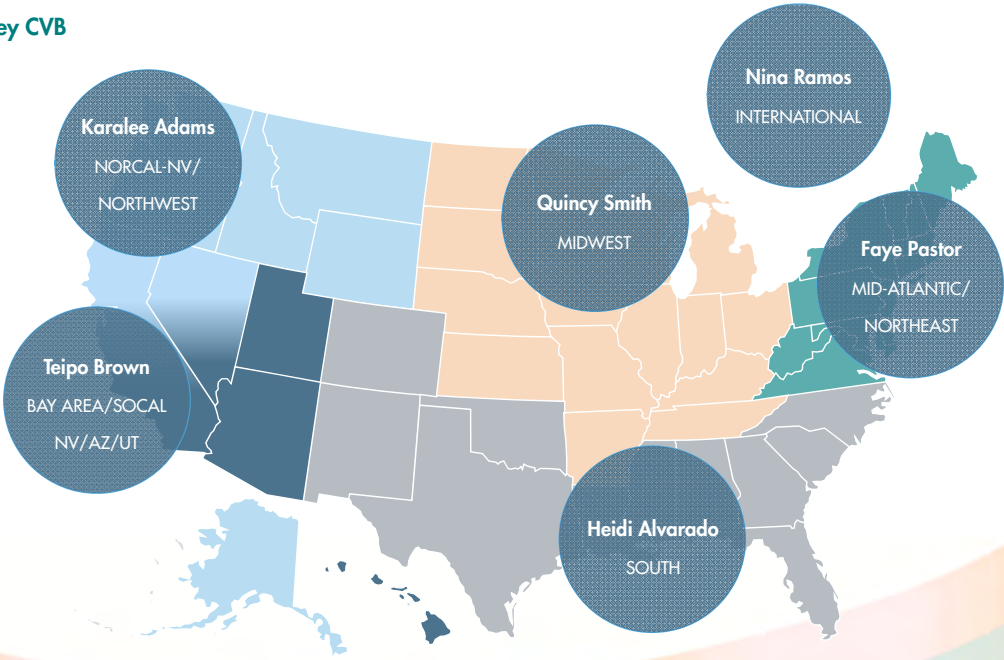 CVB
Nina Ramos
INTERNATIONAL
Karalee Adams
NORCAL-NV/
NORTHWEST
Quincy Smith
MIDWEST
Faye Pastor
MID-ATLANTIC/
NORTHEAST
Teipo Brown
BAY AREA/SOCAL
NV/AZ/UT
Heidi Alvarado
SOUTH